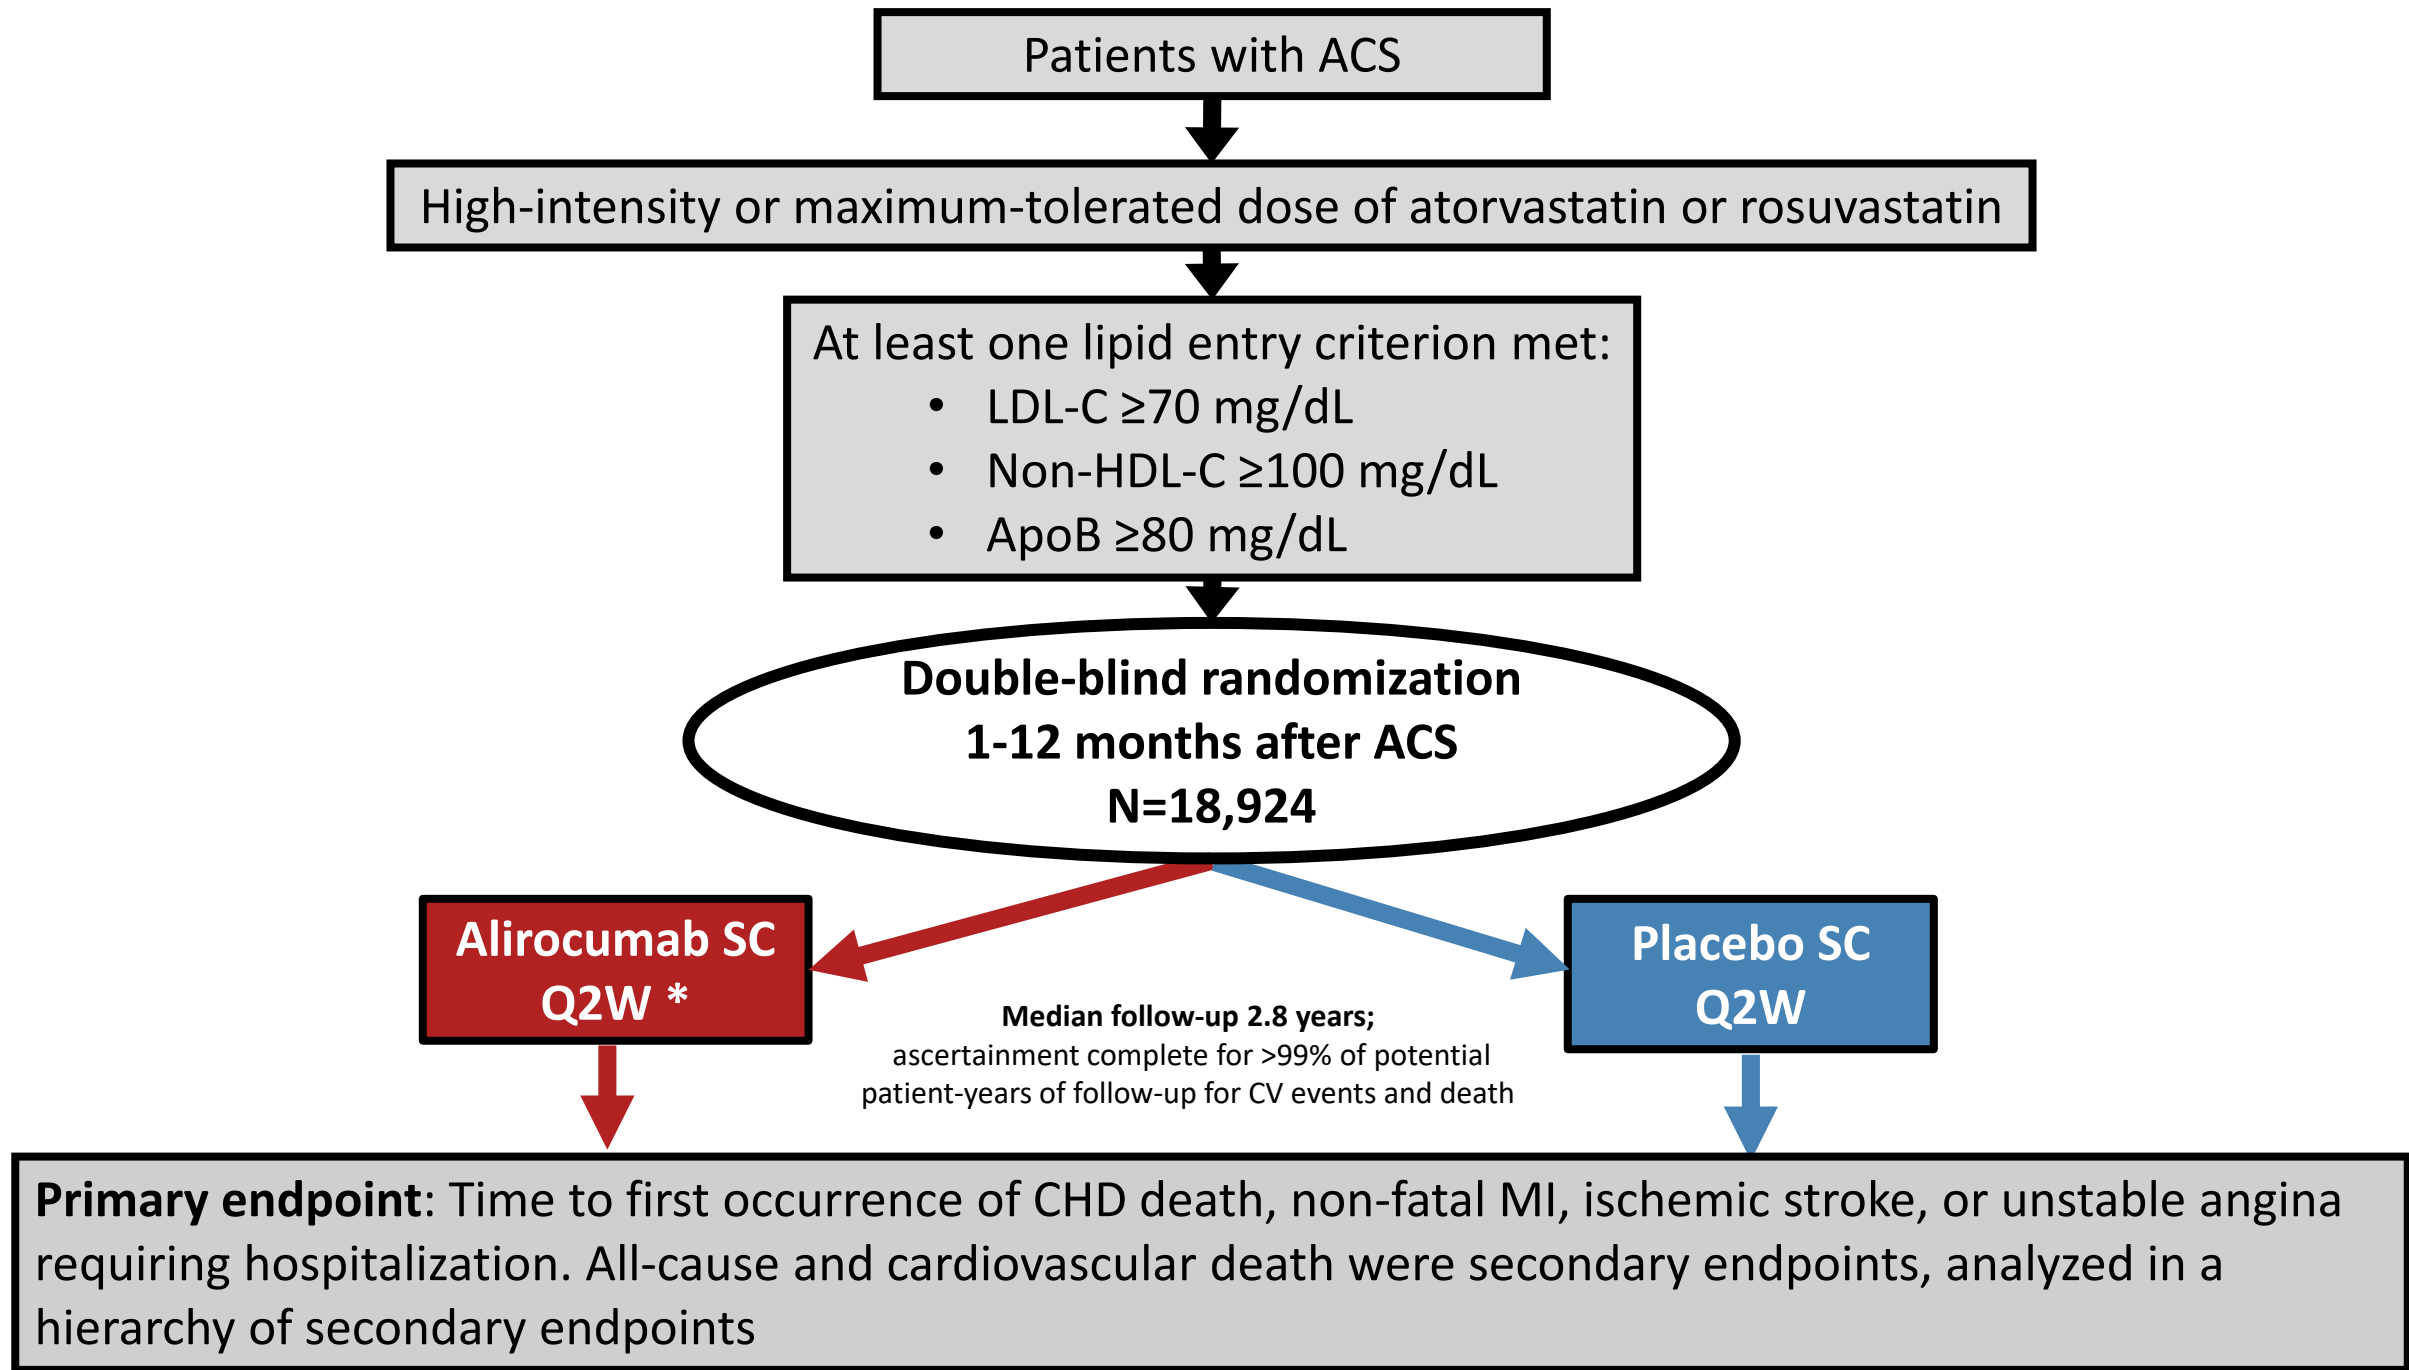 Patients with ACS
High-intensity or maximum-tolerated dose of atorvastatin or rosuvastatin
At least one lipid entry criterion met:
• LDL-C ≥70 mg/dL
• Non-HDL-C ≥100 mg/dL
• ApoB ≥80 mg/dL
Double-blind randomization
1-12 months after ACS
N=18,924
Alirocumab SC
Q2W *
Placebo SC
Q2W
Median follow-up 2.8 years;
ascertainment complete for >99% of potential
patient-years of follow-up for CV events and death
Primary endpoint: Time to first occurrence of CHD death, non-fatal MI, ischemic stroke, or unstable angina
requiring hospitalization. All-cause and cardiovascular death were secondary endpoints, analyzed in a
hierarchy of secondary endpoints